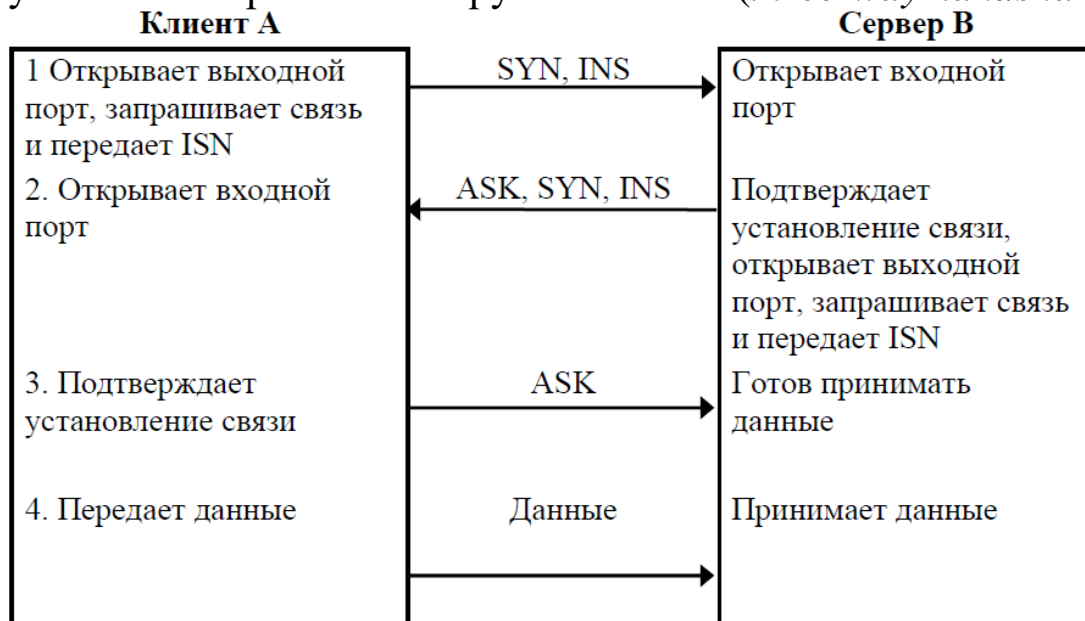 Клиент А
Сервер В
1 Открывает выходной
порт, запрашивает связь
и передает ISN
SYN, INS
Открывает входной
порт
2. Открывает входной
порт
ASK, SYN, INS
Подтверждает
установление связи,
открывает выходной
порт, запрашивает связь
и передает ISN
3. Подтверждает
установление связи
ASK
Готов принимать
данные
4. Передает данные
Данные
Принимает данные